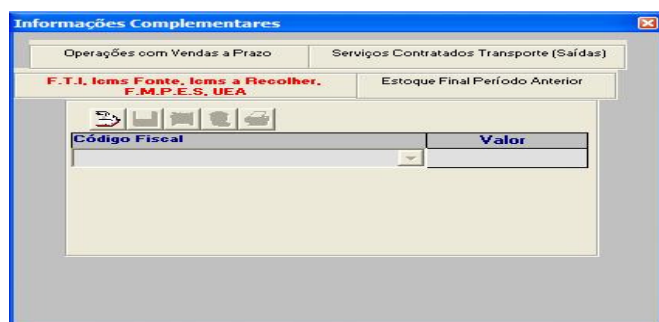 Informações Complementares
Operações com Vendas a Prazo
Serviços Contratados Transporte (Saídas)
F.T.I, Icms Fonte, Icms a Recolher,
F.M.P.E.S, UEA
Estoque Final Período Anterior
Código Fiscal
Valor